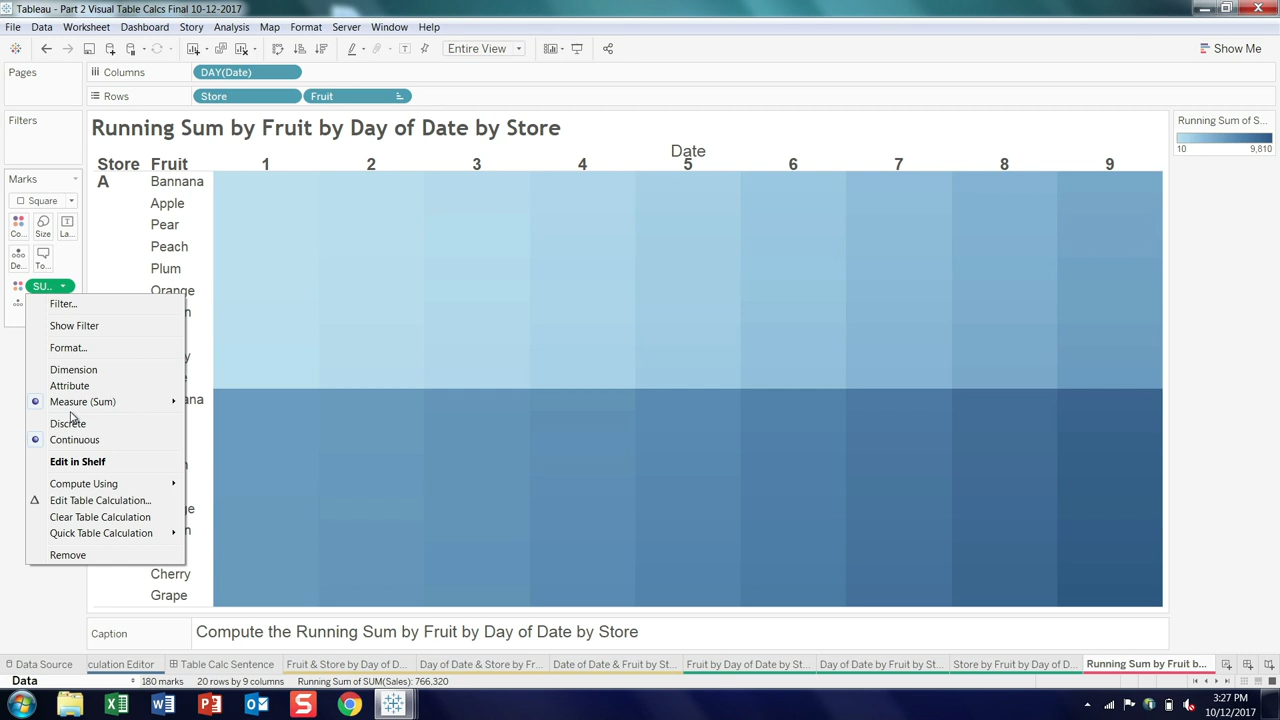 Tableau - Part 2 Visual Table Calcs Final 10-12-2017
File Data Worksheet Dashboard Story Analysis Map Format Server Window Help
Entire View
Show Me
Pages
Columns DAY(Date)
Rows Store Fruit
Filters
Running Sum by Fruit by Day of Date by Store
Running Sum of S...
10 9,810
Date
Store Fruit 1 2 3 4 5 6 7 8 9
Marks
A Bannana
Square
Apple
Pear
Co... Size La...
Peach
De... To...
Plum
SU..
Orange
Filter...
Show Filter
Format...
Dimension
Attribute
Measure (Sum)
Discrete
Continuous
Edit in Shelf
Compute Using
Edit Table Calculation...
Clear Table Calculation
Quick Table Calculation
Remove
Cherry
Grape
Caption
Compute the Running Sum by Fruit by Day of Date by Store
Data Source culation Editor Table Calc Sentence Fruit & Store by Day of D... Day of Date & Store by Fr... Date of Date & Fruit by St... Fruit by Day of Date by St... Day of Date by Fruit by St... Store by Fruit by Day of D... Running Sum by Fruit b...
Data 180 marks 20 rows by 9 columns Running Sum of SUM(Sales): 766,320
3:27 PM
10/12/2017